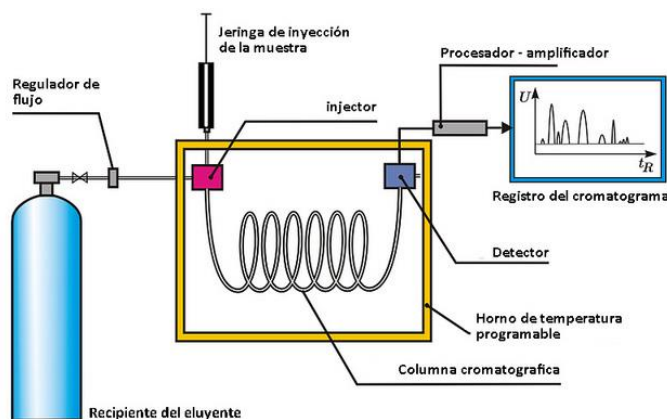 Jeringa de inyección
de la muestra
Procesador - amplificador
Regulador de
flujo
injector
U
t_R
Registro del cromatograma
Detector
Horno de temperatura
programable
Columna cromatografica
Recipiente del eluyente